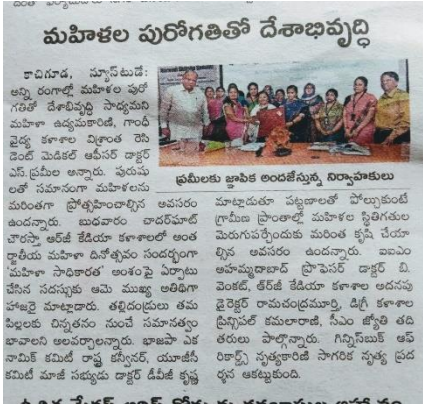 మహిళల పురోగతితో దేశాభివృద్ధి
కాచిగూడ, న్యూస్‌టుడే:
అన్ని రంగాల్లో మహిళల పురో
గతితో దేశాభివృద్ధి సాధ్యమని
మహిళా ఉద్యమకారిణి, గాంధీ
వైద్య కళాశాల విశ్రాంత రెసి
డెంట్ మెడికల్ ఆఫీసర్ డాక్టర్
ఎస్.ప్రమీల అన్నారు. పురుషు
లతో సమానంగా మహిళలను
మరింతగా ప్రోత్సహించాల్సిన అవసరం
ఉందన్నారు. బుధవారం చాదర్‌ఘాట్
చౌరస్తా ఆర్‌జీ కేడియా కళాశాలలో అంత
ర్జాతీయ మహిళా దినోత్సవం సందర్భంగా
'మహిళా సాధికారత' అంశంపై ఏర్పాటు
చేసిన సదస్సుకు ఆమె ముఖ్య అతిథిగా
హాజరై మాట్లాడారు. తల్లిదండ్రులు తమ
పిల్లలకు చిన్నతనం నుంచే సమానత్వం
భావాలని అలవర్చాలన్నారు. భాజపా ఎక
నామిక్ కమిటీ రాష్ట్ర కన్వీనర్, యూజీసీ
కమిటీ మాజీ సభ్యుడు డాక్టర్ డీవీజీ కృష్ణ
ప్రమీలకు జ్ఞాపిక అందజేస్తున్న నిర్వాహకులు
మాట్లాడుతూ పట్టణాలతో పోల్చుకుంటే
గ్రామీణ ప్రాంతాల్లో మహిళల స్థితిగతుల
మెరుగుపర్చేందుకు మరింత కృషి చేయా
ల్సిన అవసరం ఉందన్నారు. ఐఐఎం
అహమ్మదాబాద్ ప్రొఫెసర్ డాక్టర్ బి.
వెంకట్, ఆర్‌జీ కేడియా కళాశాల అదనపు
డైరెక్టర్ రామచంద్రమూర్తి, డిగ్రీ కళాశాల
ప్రిన్సిపల్ కమలారాణి, సీఎం జ్యోతి తది
తరులు పాల్గొన్నారు. గిన్నిస్‌బుక్ ఆఫ్
రికార్డ్స్ నృత్యకారిణి సాగరిక నృత్య ప్రద
ర్శన ఆకట్టుకుంది.